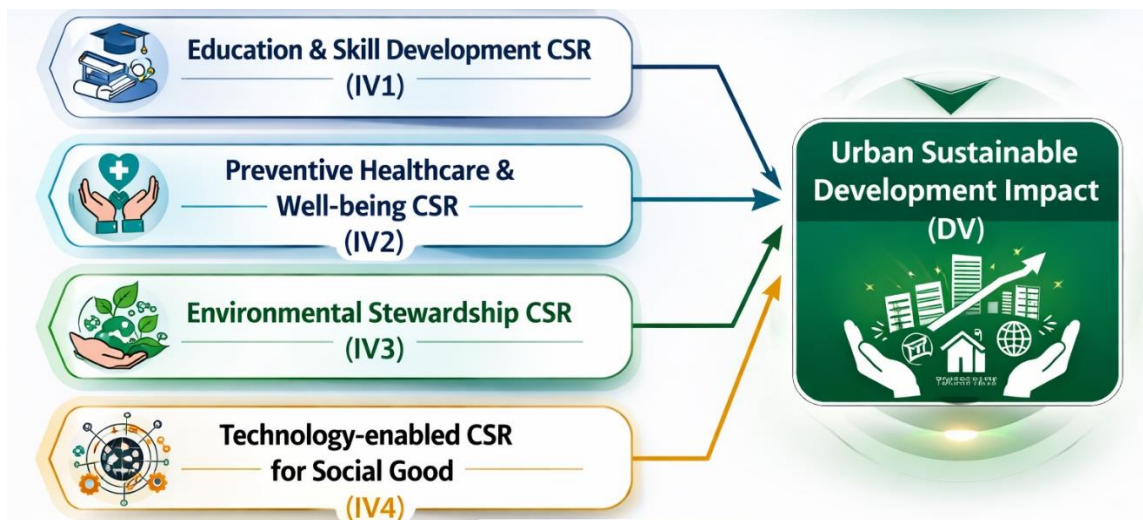 Education & Skill Development CSR
(IV1)
Preventive Healthcare &
Well-being CSR
(IV2)
Environmental Stewardship CSR
(IV3)
Technology-enabled CSR
for Social Good
(IV4)
Urban Sustainable
Development Impact
(DV)